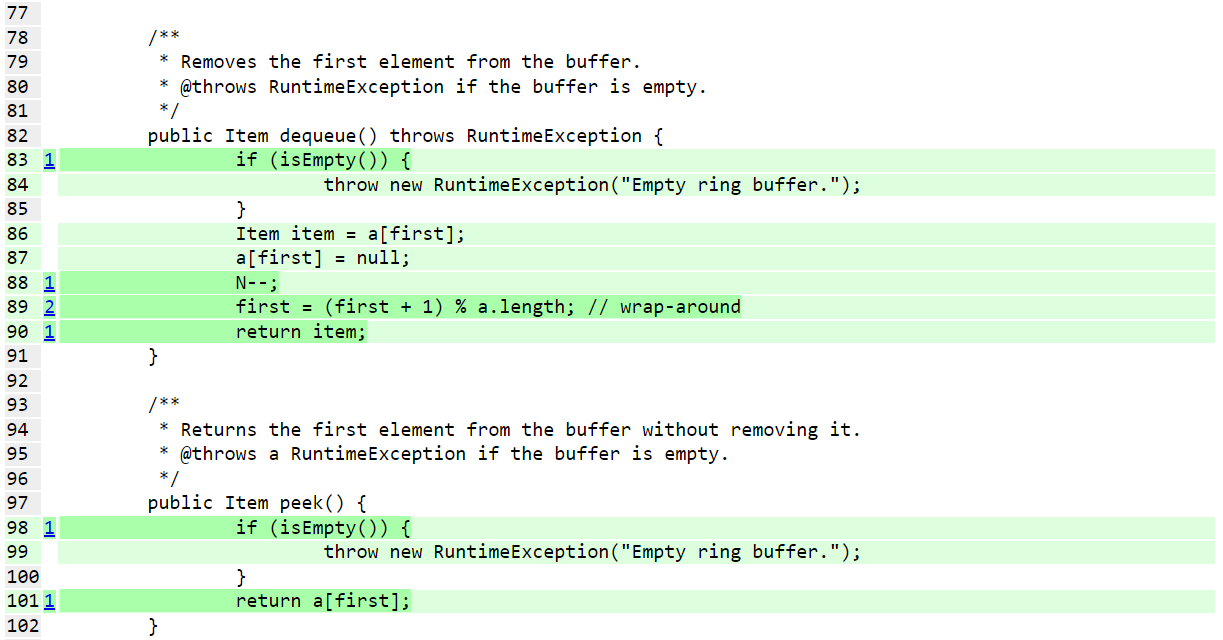 77
78 /**
79  * Removes the first element from the buffer.
80  * @throws RuntimeException if the buffer is empty.
81  */
82 public Item dequeue() throws RuntimeException {
83 1 if (isEmpty()) {
84 throw new RuntimeException("Empty ring buffer.");
85 }
86 Item item = a[first];
87 a[first] = null;
88 1 N--;
89 2 first = (first + 1) % a.length; // wrap-around
90 1 return item;
91 }
92
93 /**
94  * Returns the first element from the buffer without removing it.
95  * @throws a RuntimeException if the buffer is empty.
96  */
97 public Item peek() {
98 1 if (isEmpty()) {
99 throw new RuntimeException("Empty ring buffer.");
100 }
101 1 return a[first];
102 }